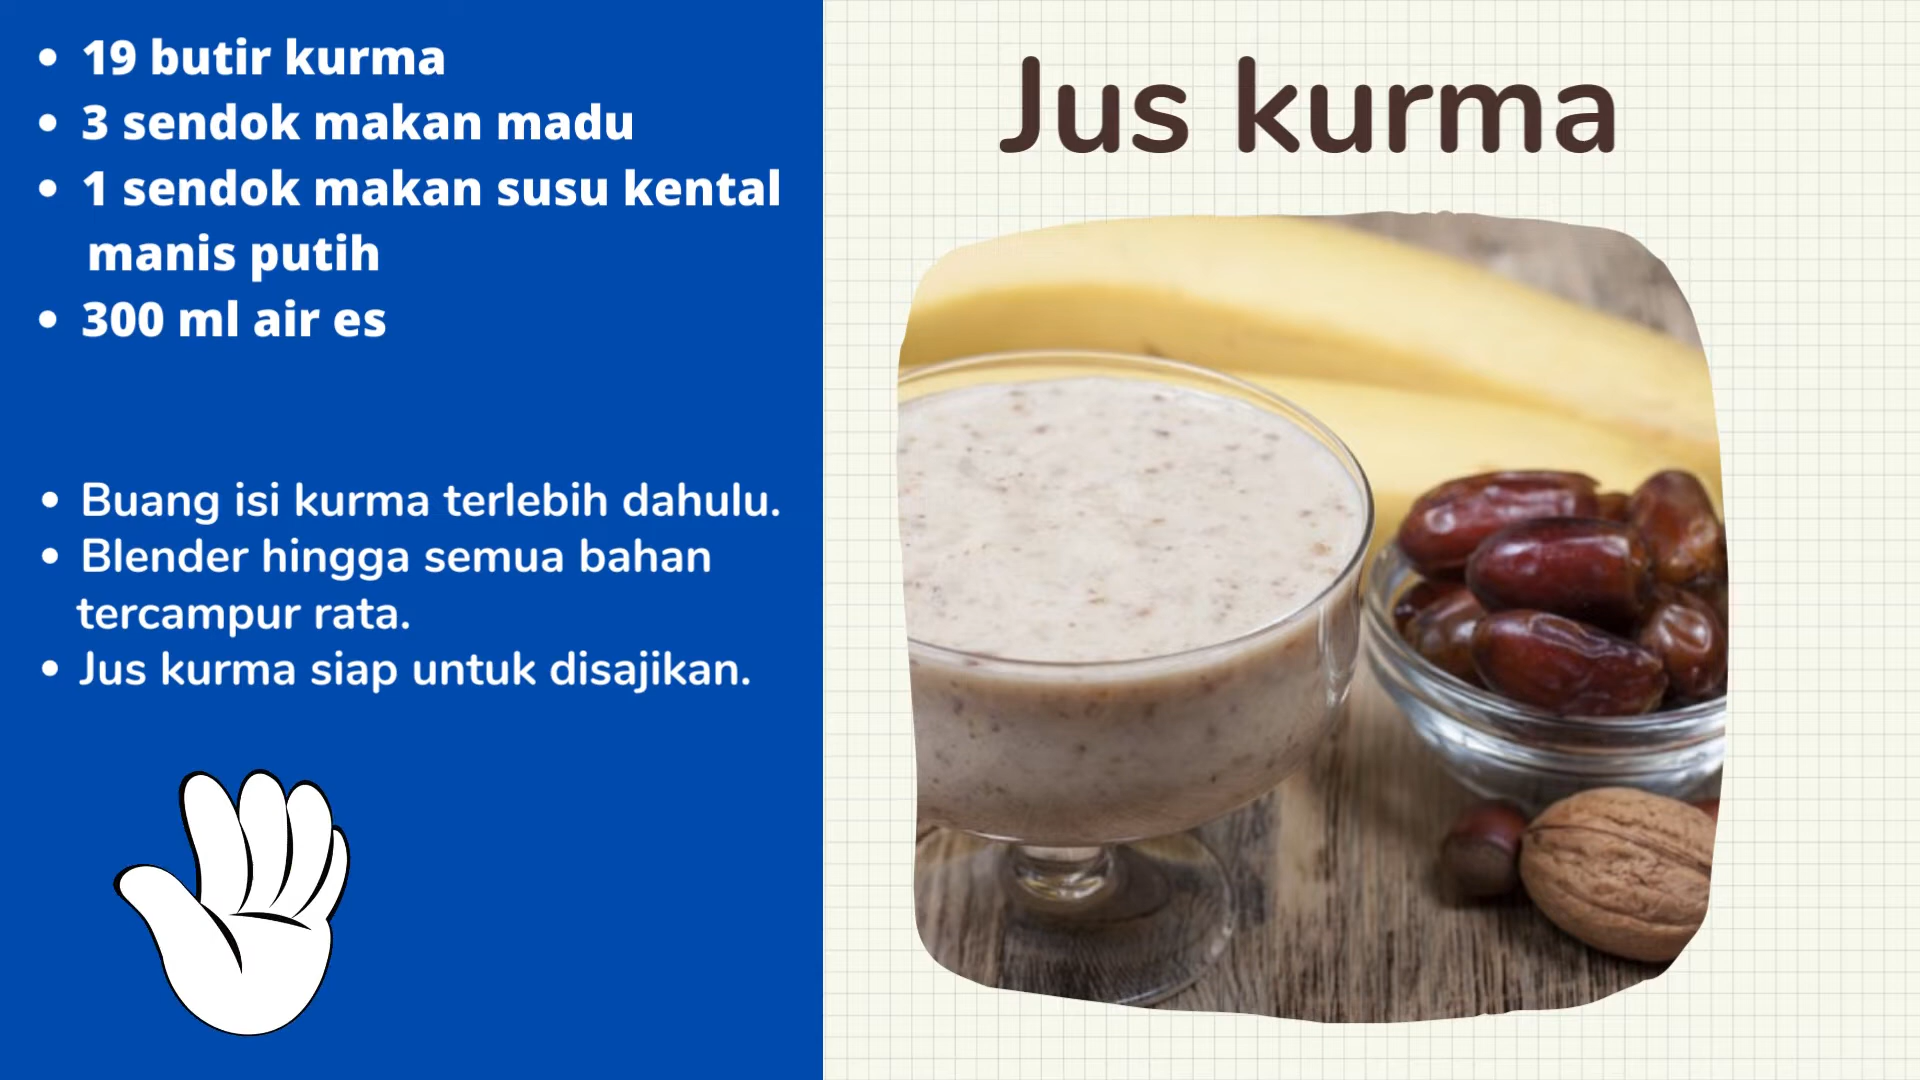 • 19 butir kurma
• 3 sendok makan madu
• 1 sendok makan susu kental
manis putih
• 300 ml air es
• Buang isi kurma terlebih dahulu.
• Blender hingga semua bahan
tercampur rata.
• Jus kurma siap untuk disajikan.
Jus kurma